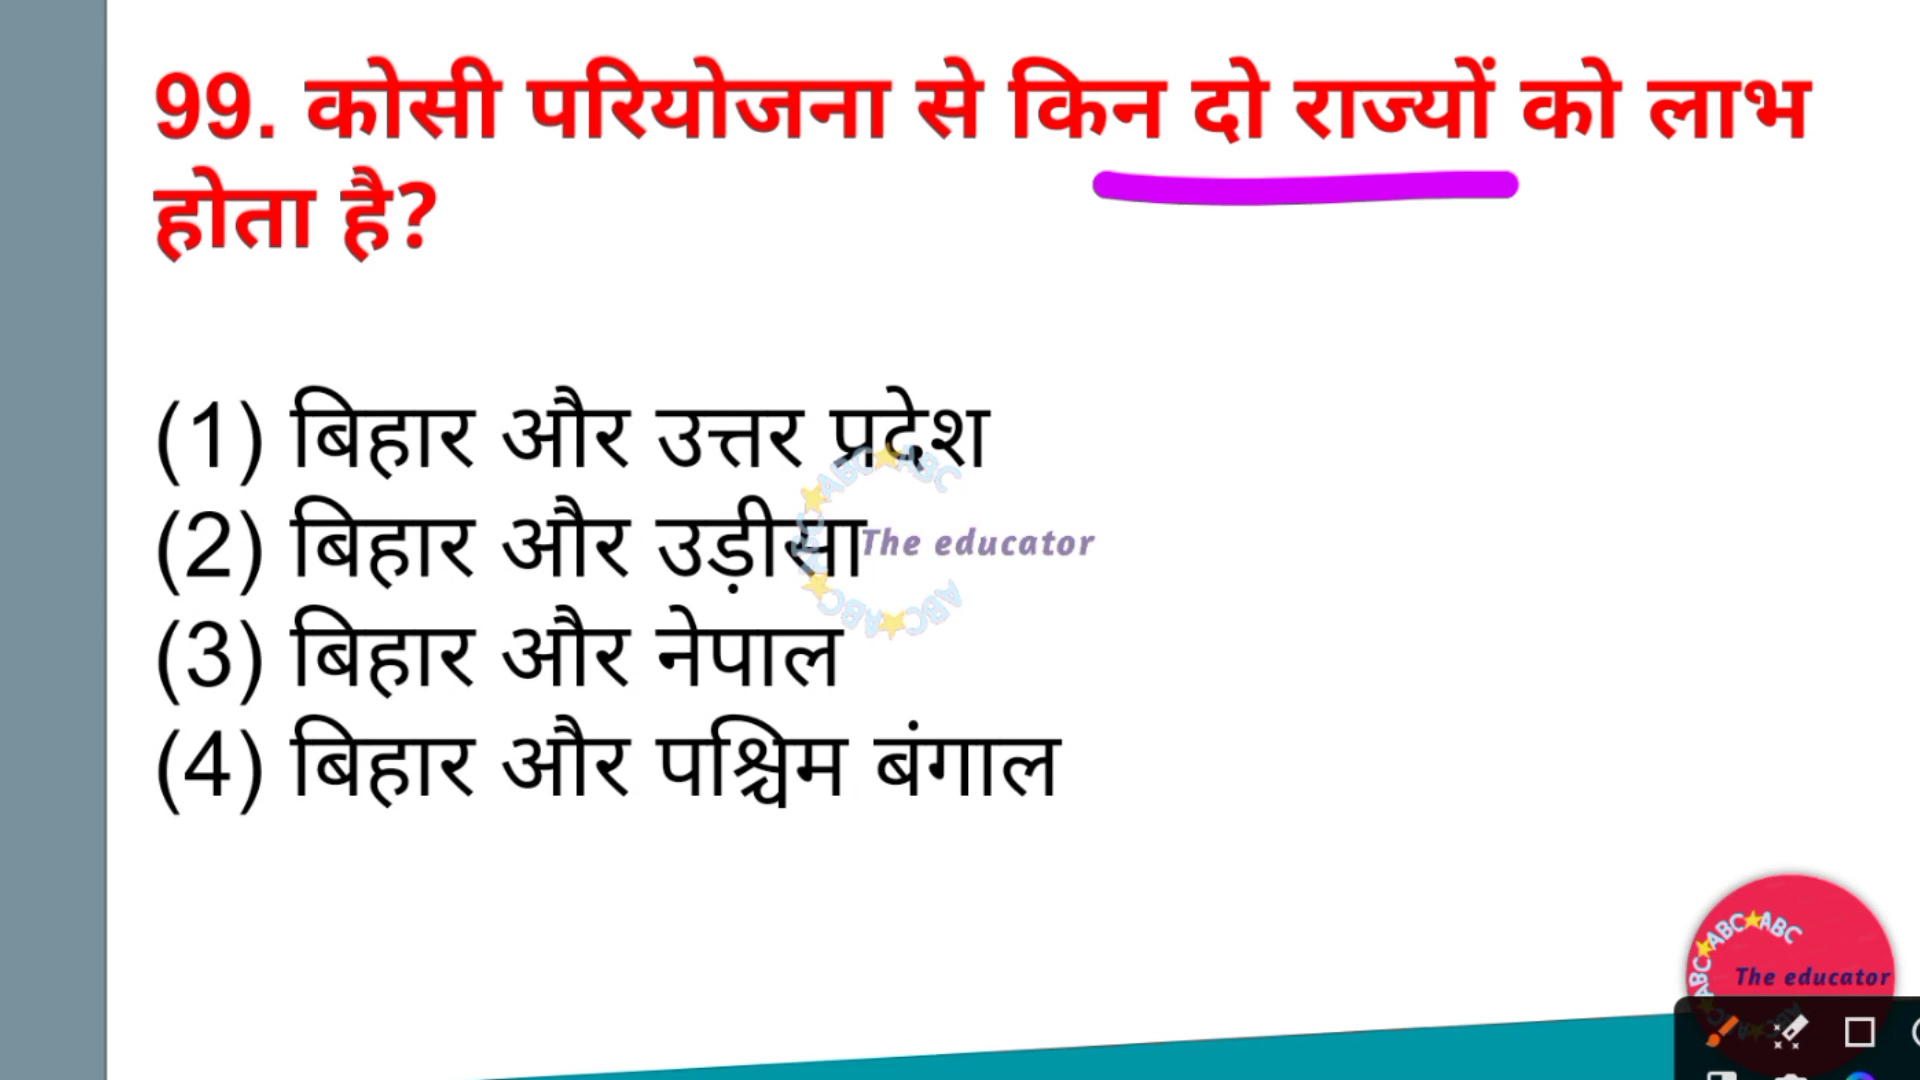 99. कोसी परियोजना से किन दो राज्यों को लाभ
होता है?
(1) बिहार और उत्तर प्रदेश
(2) बिहार और उड़ीसा
The educator
(3) बिहार और नेपाल
(4) बिहार और पश्चिम बंगाल
ABC ABC
The educator